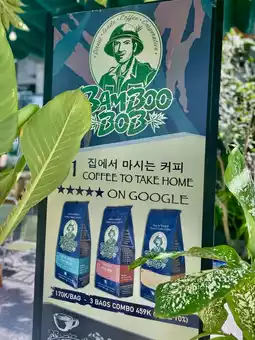 BAMBOO
BOB
1 집에서 마시는 커피
COFFEE TO TAKE HOME
★★★★★ ON GOOGLE
170K/BAG - 3 BAGS COMBO 459K
10%)